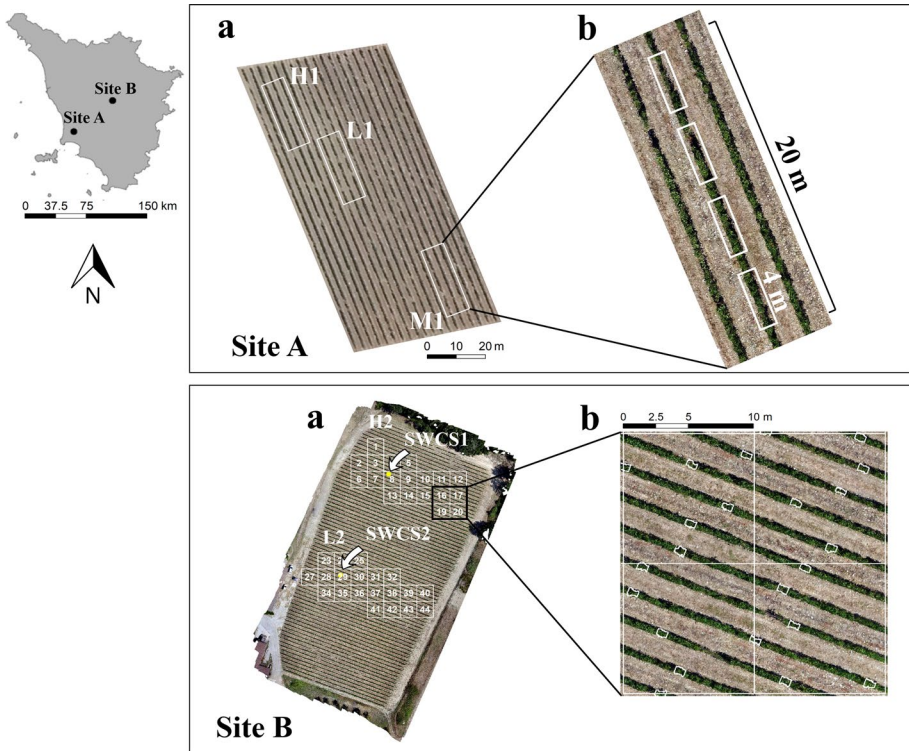 Site B
Site A
0 37.5 75 150 km
N
a
H1
L1
M1
0 10 20 m
Site A
b
20 m
4 m
a
H2
SWCS1
1
2 3 5
6 7 8 9 10 11 12
13 14 15 16 17
19 20
L2
SWCS2
23 25
27 28 29 30 31 32
34 35 36 37 38 39 40
41 42 43 44
Site B
b
0 2.5 5 10 m